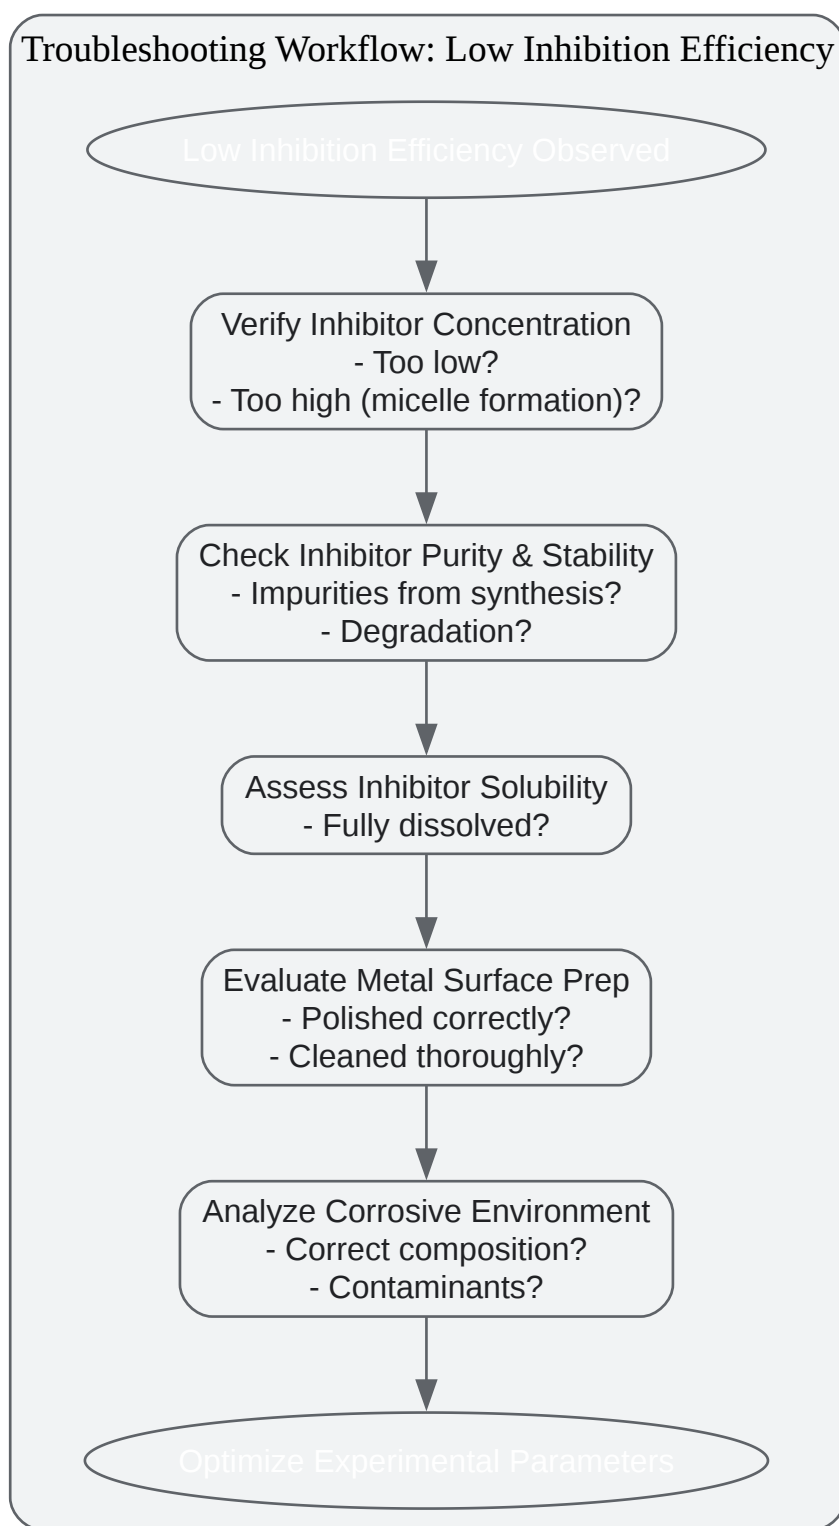 Troubleshooting Workflow: Low Inhibition Efficiency
Low Inhibition Efficiency Observed
Verify Inhibitor Concentration
- Too low?
- Too high (micelle formation)?
Check Inhibitor Purity & Stability
- Impurities from synthesis?
- Degradation?
Assess Inhibitor Solubility
- Fully dissolved?
Evaluate Metal Surface Prep
- Polished correctly?
- Cleaned thoroughly?
Analyze Corrosive Environment
- Correct composition?
- Contaminants?
Optimize Experimental Parameters